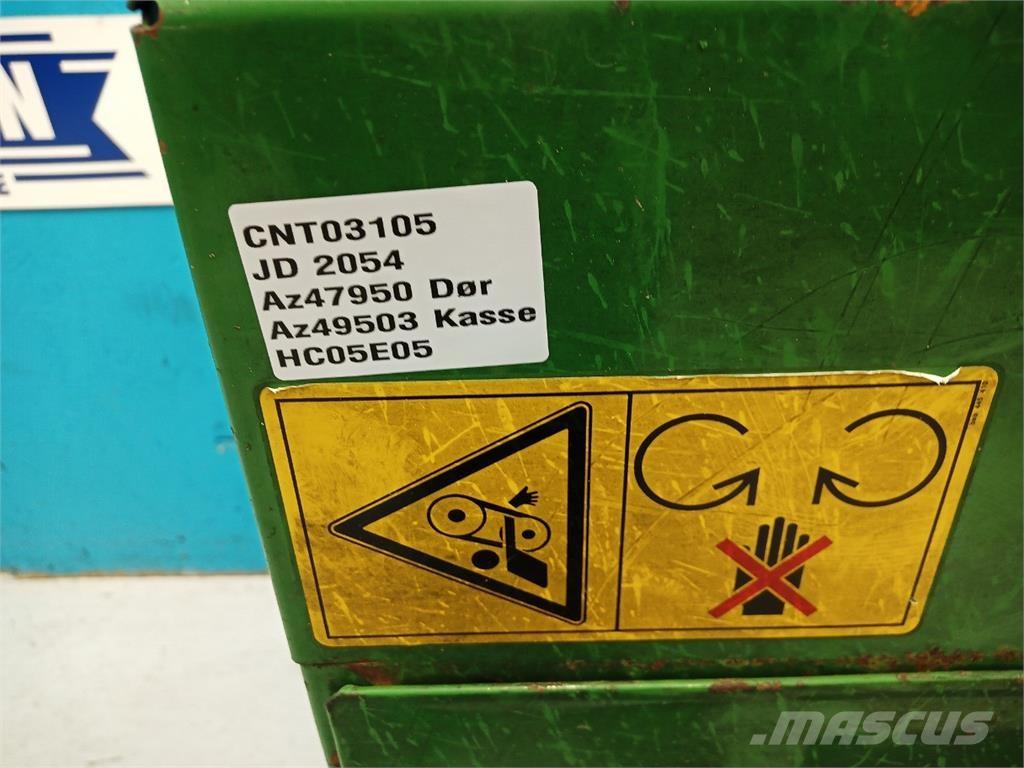 CNT03105
JD 2054
Az47950 Dør
Az49503 Kasse
HC05E05
MASCUS